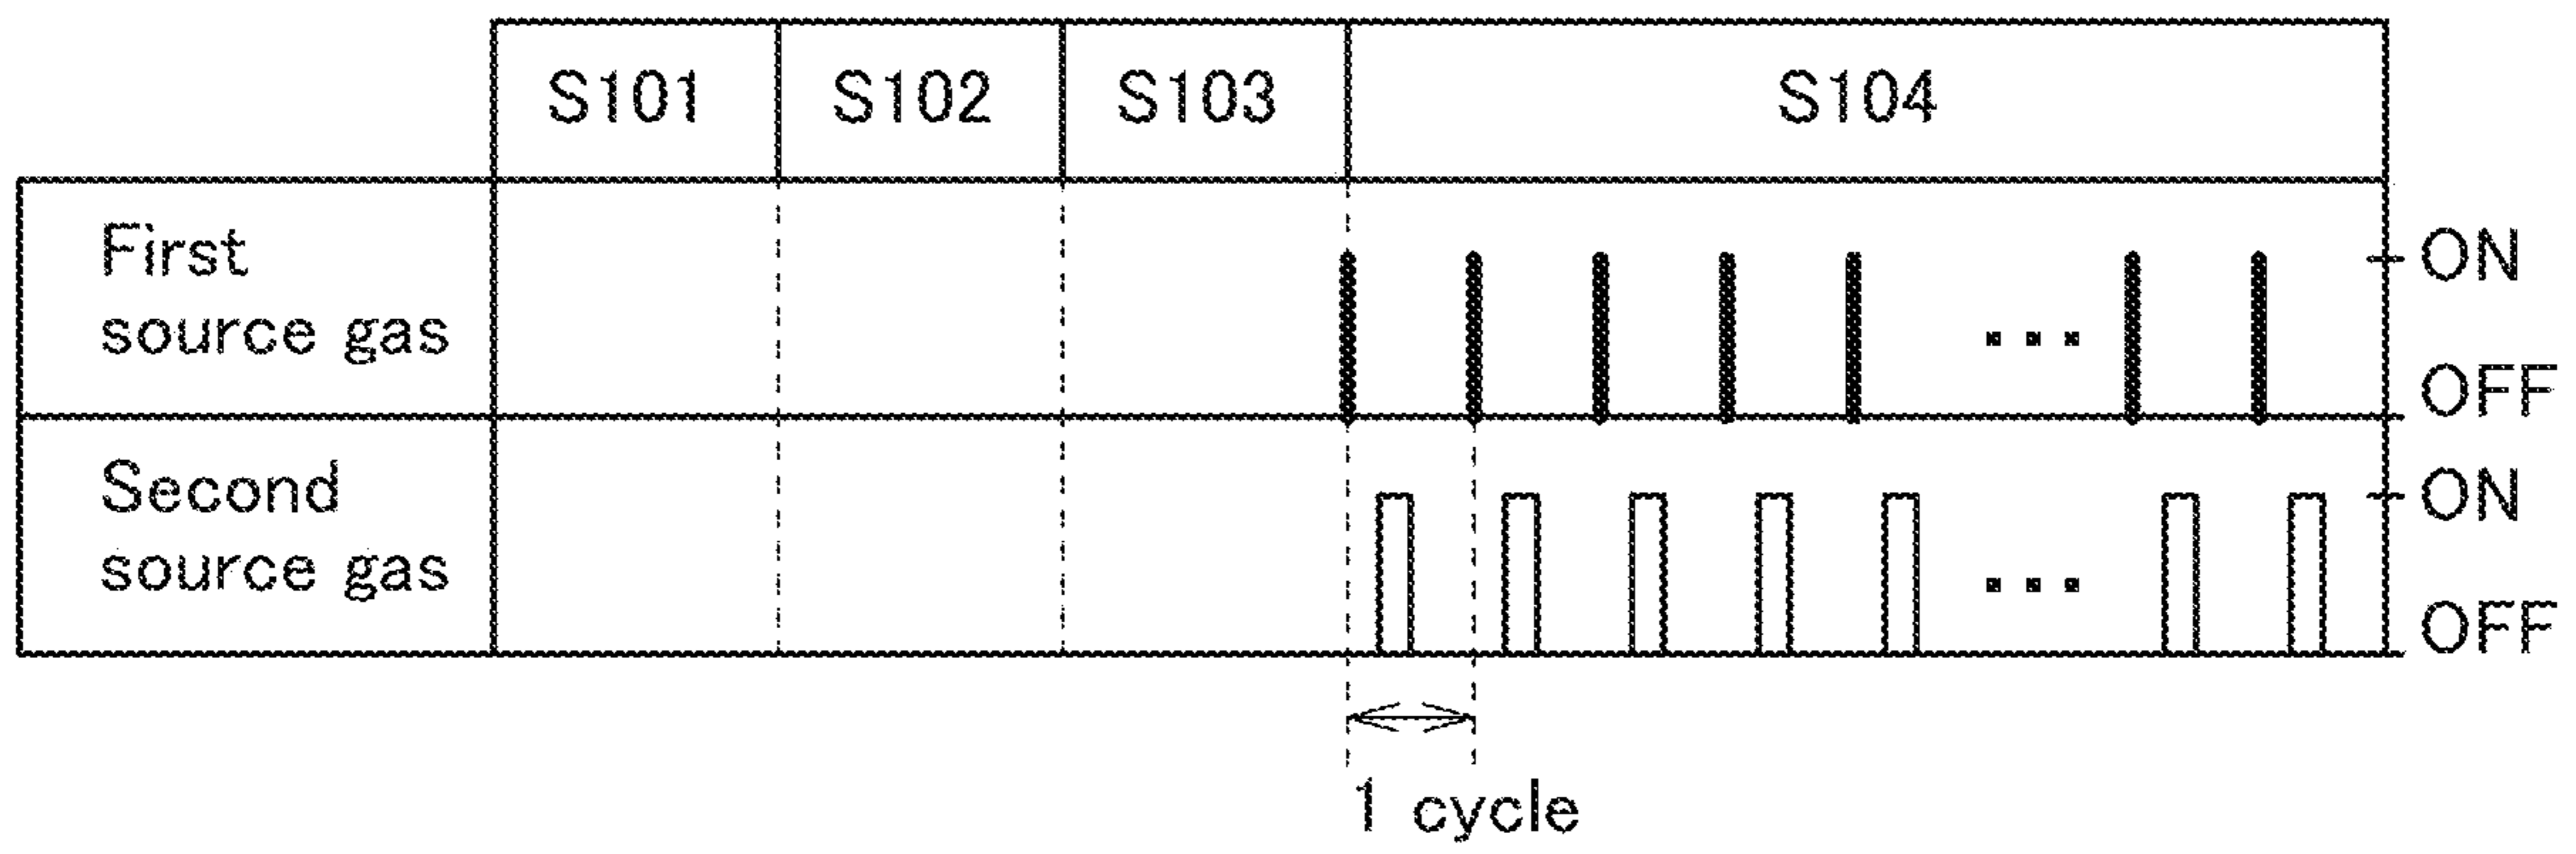 S101 S102 S103 S104
First
source gas
ON
...
OFF
Second
source gas
ON
...
OFF
1 cycle